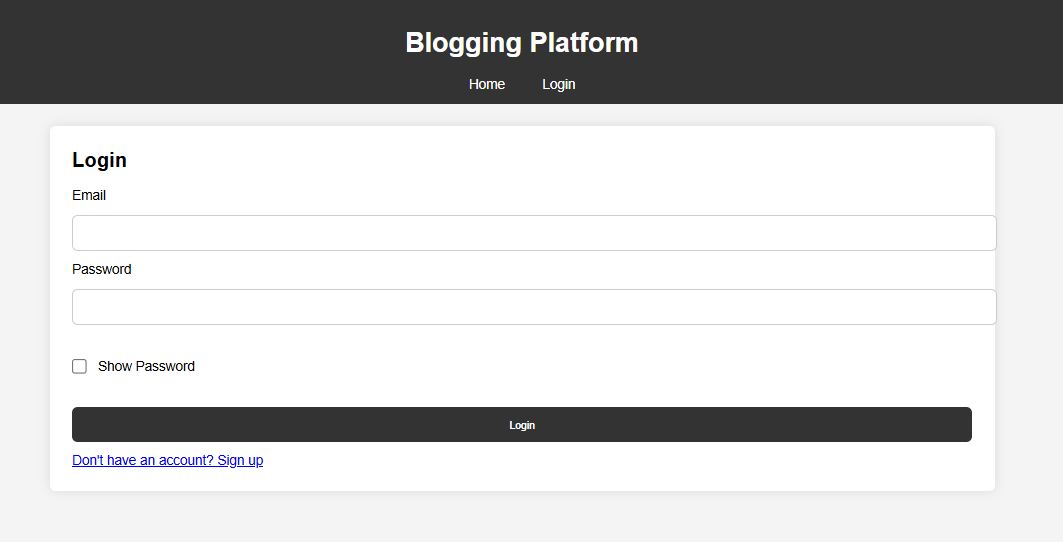 Blogging Platform
Home Login
Login
Email
Password
Show Password
Login
Don't have an account? Sign up